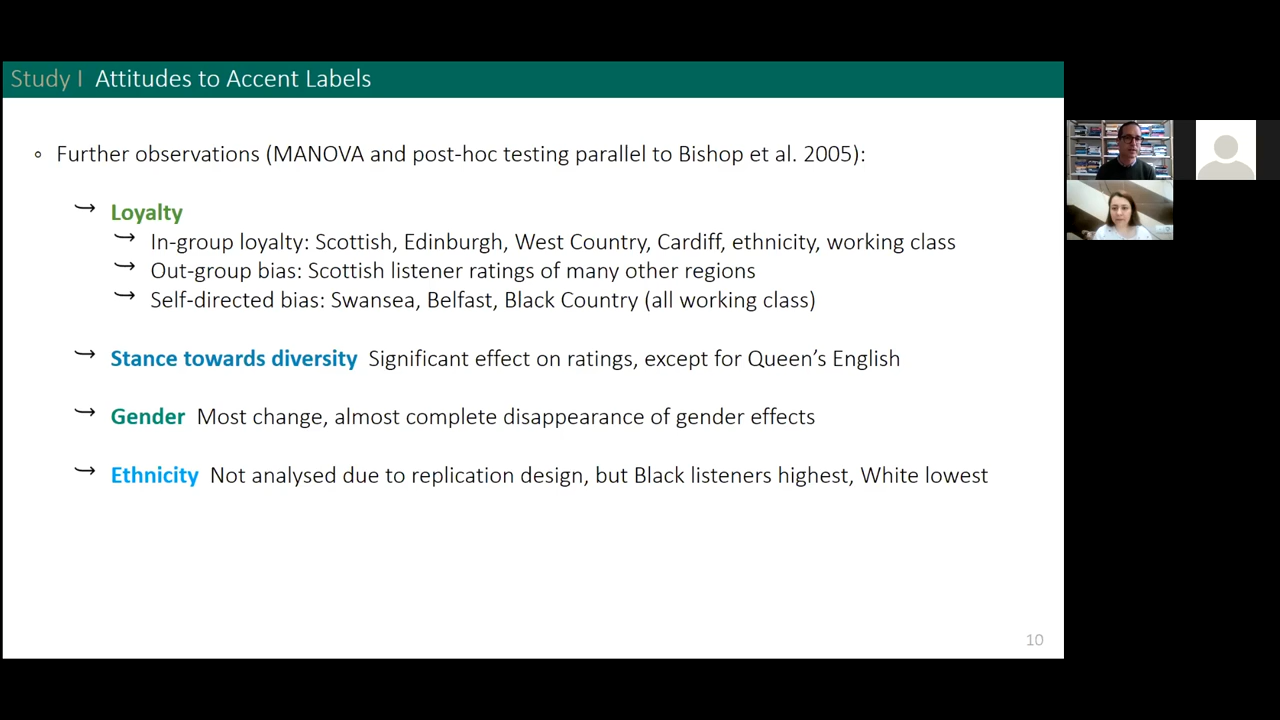 Study I Attitudes to Accent Labels
∘ Further observations (MANOVA and post-hoc testing parallel to Bishop et al. 2005):
Loyalty
In-group loyalty: Scottish, Edinburgh, West Country, Cardiff, ethnicity, working class
Out-group bias: Scottish listener ratings of many other regions
Self-directed bias: Swansea, Belfast, Black Country (all working class)
Stance towards diversity Significant effect on ratings, except for Queen’s English
Gender Most change, almost complete disappearance of gender effects
Ethnicity Not analysed due to replication design, but Black listeners highest, White lowest
10